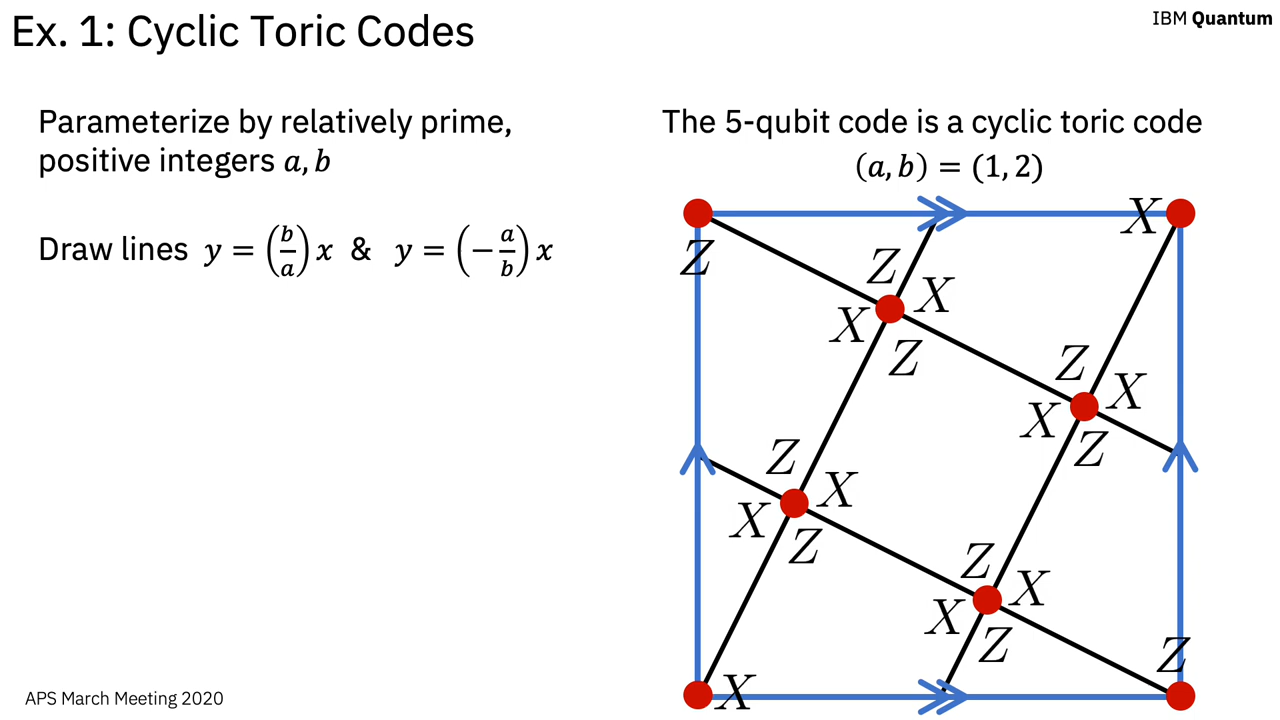 Ex. 1: Cyclic Toric Codes
IBM Quantum
Parameterize by relatively prime,
positive integers a, b
Draw lines y = (b/a) x & y = (−a/b) x
The 5-qubit code is a cyclic toric code
(a, b) = (1, 2)
X
Z
Z
X X
Z
Z
X X
Z
Z
X X
Z
Z
X X
Z
Z
X
APS March Meeting 2020